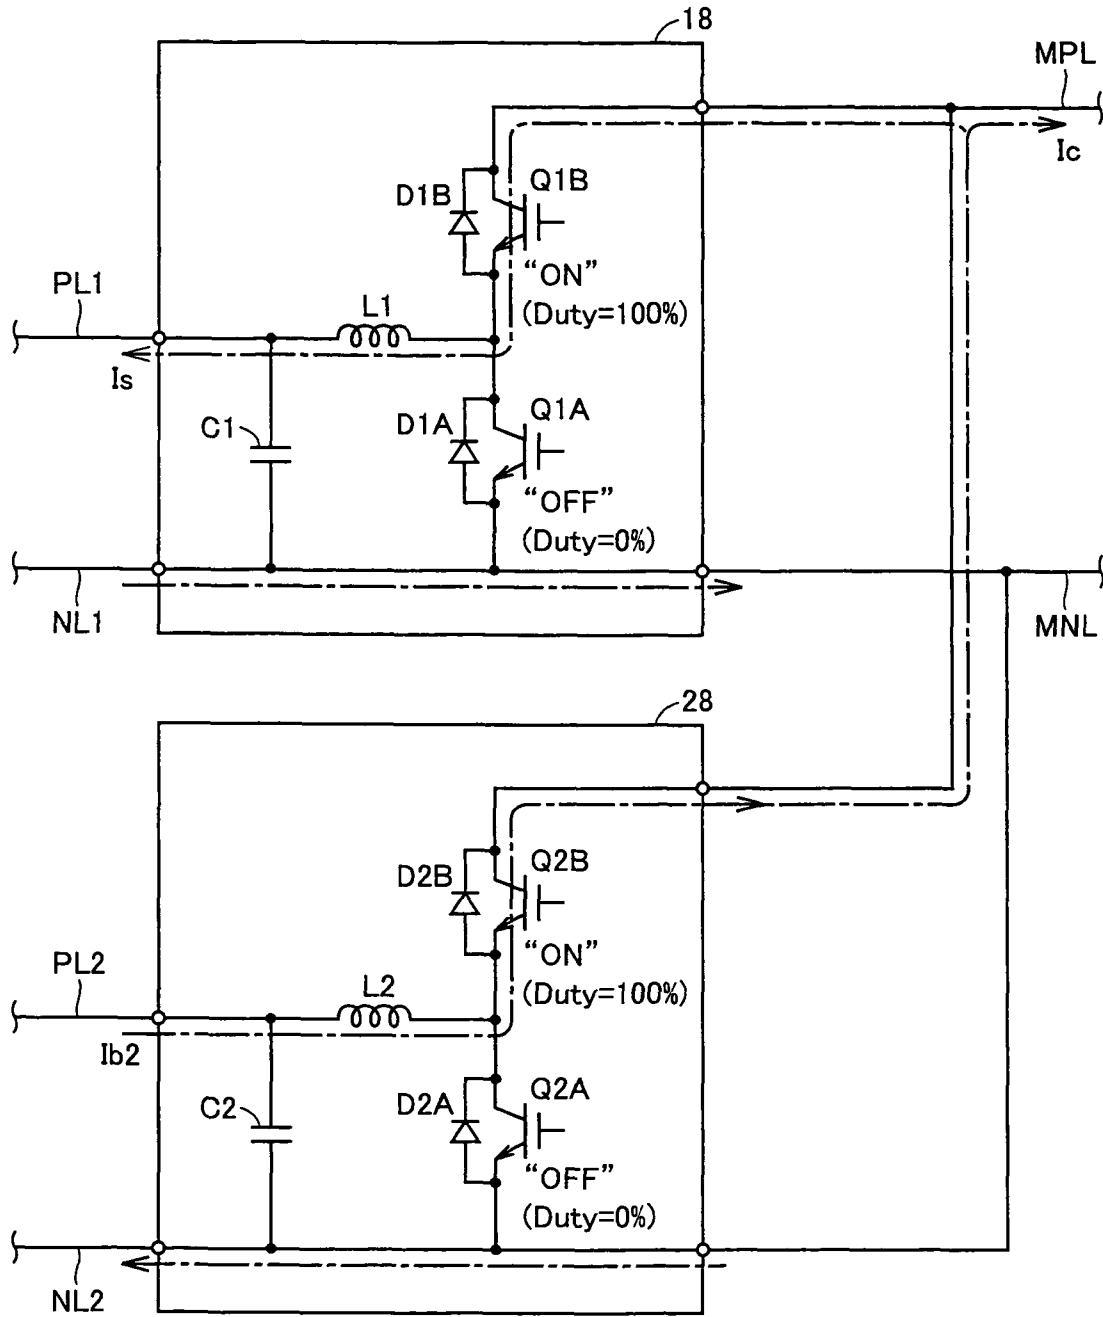 18
MPL
Ic
D1B
Q1B
“ON”
(Duty=100%)
PL1
L1
Is
C1
D1A
Q1A
“OFF”
(Duty=0%)
NL1
MNL
28
D2B
Q2B
“ON”
(Duty=100%)
PL2
L2
Ib2
C2
D2A
Q2A
“OFF”
(Duty=0%)
NL2